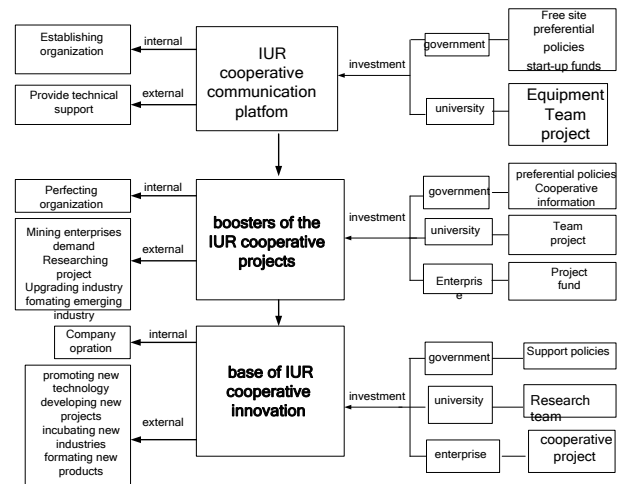 Establishing
organization
internal
Provide technical
support
external
IUR
cooperative
communication
platfom
investment
government
Free site
preferential
policies
start-up funds
university
Equipment
Team
project
Perfecting
organization
internal
Mining enterprises
demand
Researching
project
Upgrading industry
fomating emerging
industry
external
boosters of the
IUR cooperative
projects
investment
government
preferential policies
Cooperative
information
university
Team
project
Enterpris
e
Project
fund
Company
opration
internal
promoting new
technology
developing new
projects
incubating new
industries
formating new
products
external
base of IUR
cooperative
innovation
investment
government
Support policies
university
Research
team
enterprise
cooperative
project